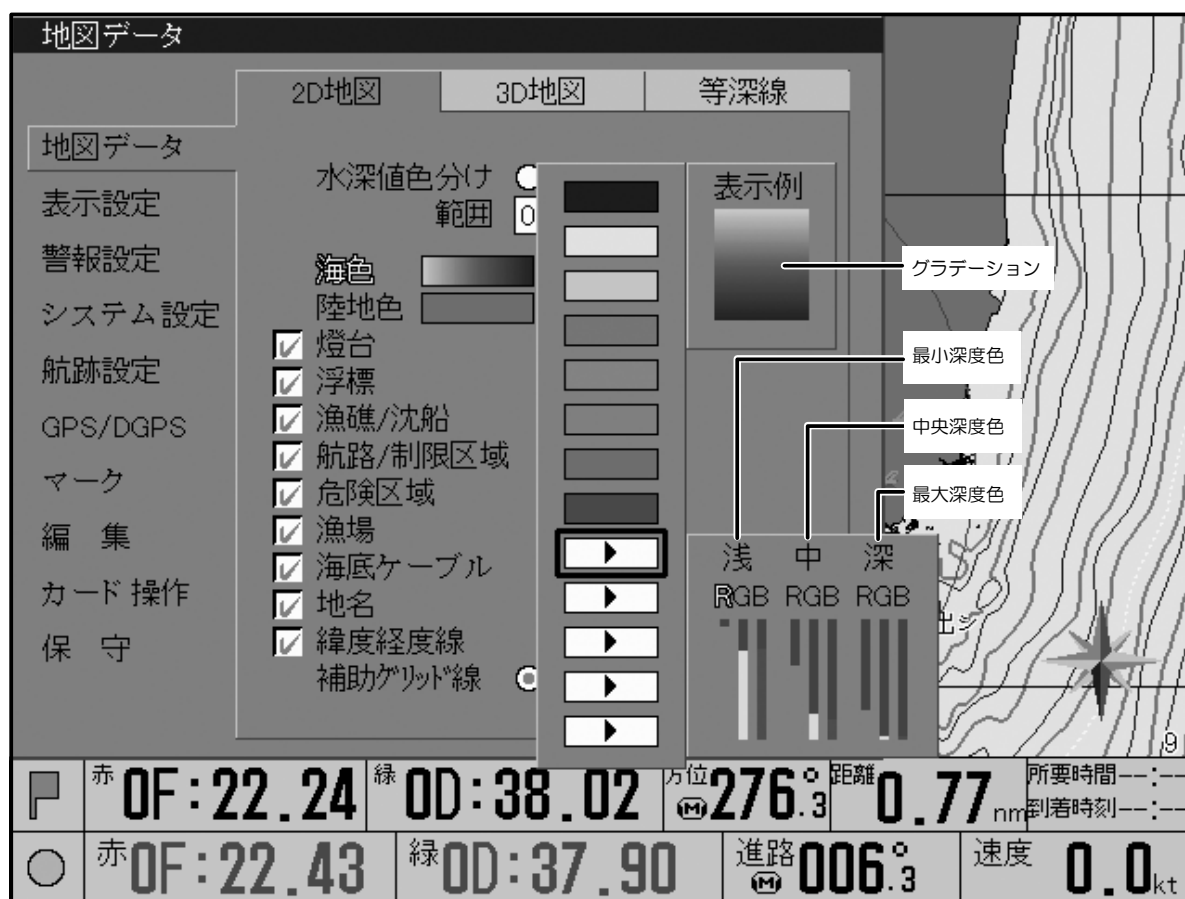 地図データ
2D地図 3D地図 等深線
地図データ
表示設定
警報設定
システム設定
航跡設定
GPS/DGPS
マーク
編 集
カード操作
保 守
水深値色分け
範囲 0
海色
陸地色
燈台
浮標
漁礁/沈船
航路/制限区域
危険区域
漁場
海底ケーブル
地名
緯度経度線
補助グリッド線
表示例
グラデーション
最小深度色
中央深度色
最大深度色
浅 中 深
RGB RGB RGB
出シ
9
赤 0F:22.24 緑 0D:38.02 方位 M 276°.3 距離 0.77nm 所要時間--:--
到着時刻--:--
赤 0F:22.43 緑 0D:37.90 進路 M 006°.3 速度 0.0kt